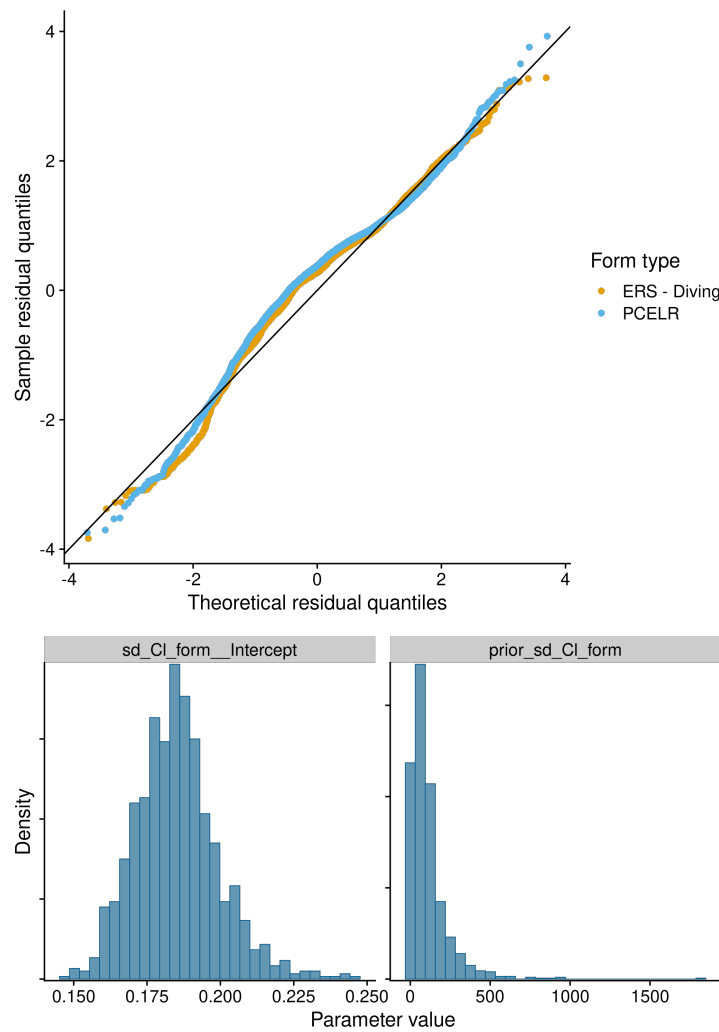 4
2
0
-2
-4
Sample residual quantiles
-4 -2 0 2 4
Theoretical residual quantiles
Form type
ERS - Diving
PCELR
sd_Cl_form__Intercept prior_sd_Cl_form
Density
0.150 0.175 0.200 0.225 0.250 0 500 1000 1500
Parameter value